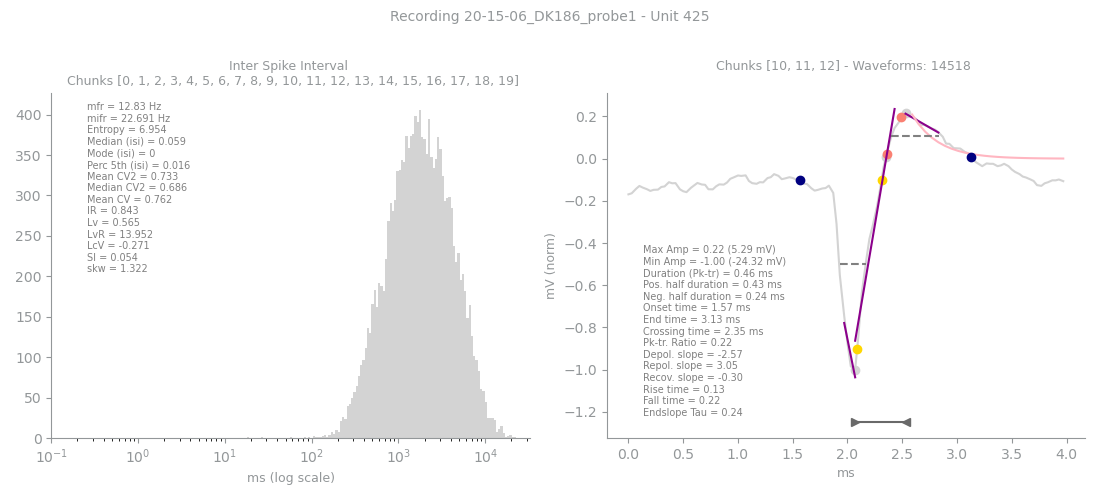 Recording 20-15-06_DK186_probe1 - Unit 425
Inter Spike Interval
Chunks [0, 1, 2, 3, 4, 5, 6, 7, 8, 9, 10, 11, 12, 13, 14, 15, 16, 17, 18, 19]
mfr = 12.83 Hz
mifr = 22.691 Hz
Entropy = 6.954
Median (isi) = 0.059
Mode (isi) = 0
Perc 5th (isi) = 0.016
Mean CV2 = 0.733
Median CV2 = 0.686
Mean CV = 0.762
IR = 0.843
Lv = 0.565
LvR = 13.952
LcV = -0.271
SI = 0.054
skw = 1.322
400
350
300
250
200
150
100
50
0
10⁻¹ 10⁰ 10¹ 10² 10³ 10⁴
ms (log scale)
Chunks [10, 11, 12] - Waveforms: 14518
Max Amp = 0.22 (5.29 mV)
Min Amp = -1.00 (-24.32 mV)
Duration (Pk-tr) = 0.46 ms
Pos. half duration = 0.43 ms
Neg. half duration = 0.24 ms
Onset time = 1.57 ms
End time = 3.13 ms
Crossing time = 2.35 ms
Pk-tr. Ratio = 0.22
Depol. slope = -2.57
Repol. slope = 3.05
Recov. slope = -0.30
Rise time = 0.13
Fall time = 0.22
Endslope Tau = 0.24
mV (norm)
0.2
0.0
−0.2
−0.4
−0.6
−0.8
−1.0
−1.2
0.0 0.5 1.0 1.5 2.0 2.5 3.0 3.5 4.0
ms